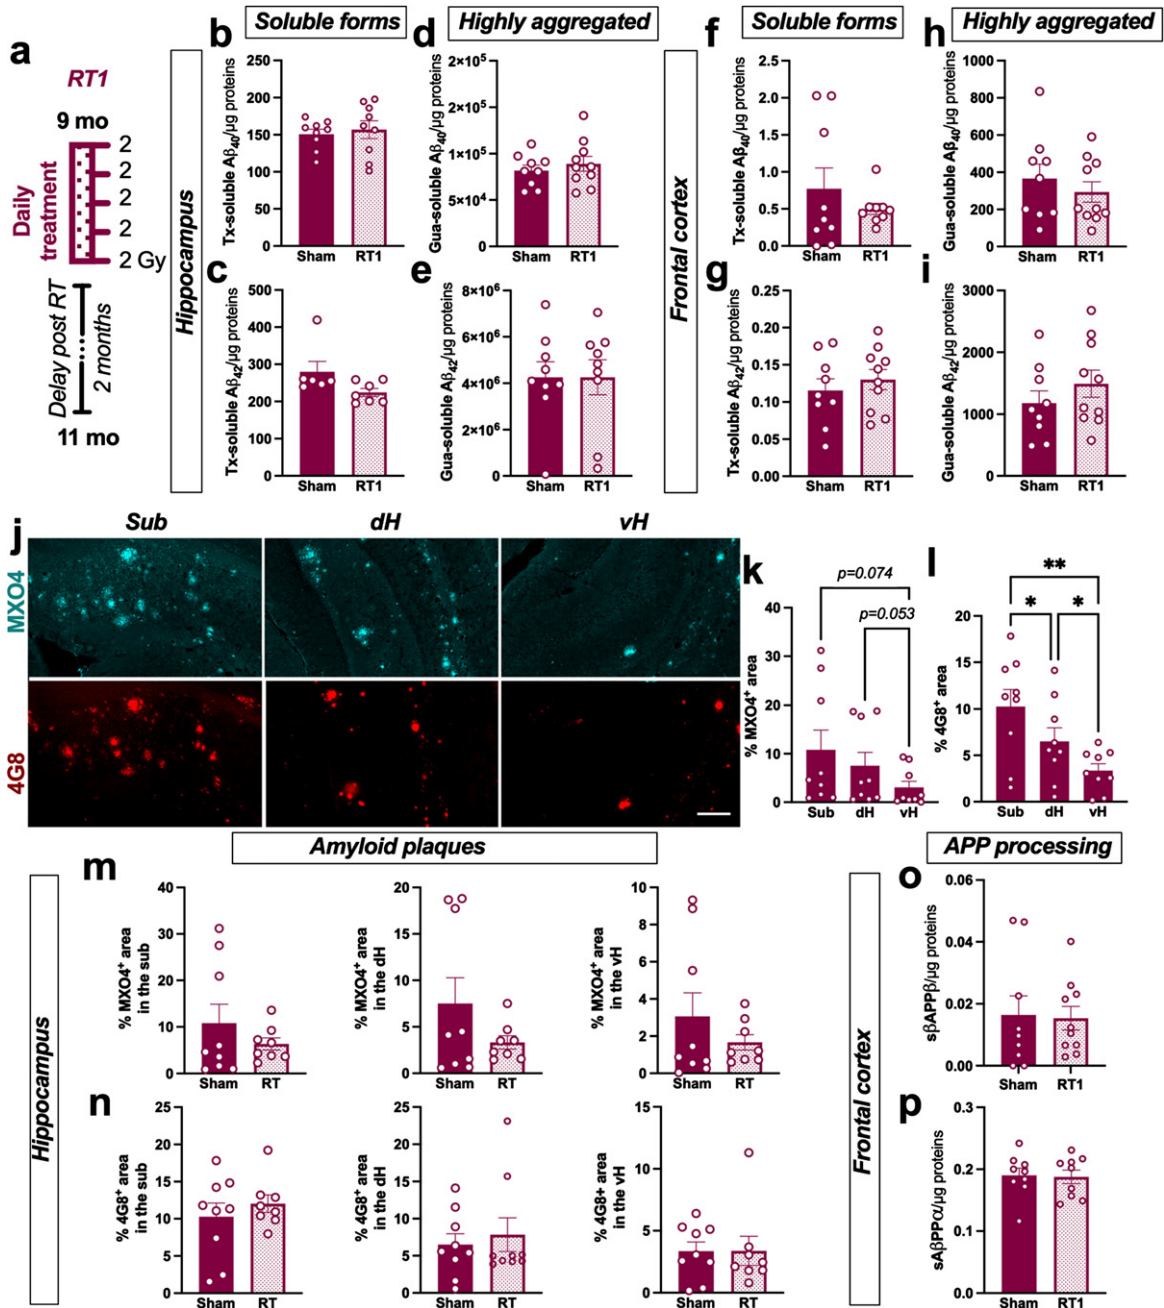 a
RT1
9 mo
Daily treatment
2
2
2
2
2 Gy
Delay post RT
2 months
11 mo
Hippocampus
Soluble forms
b
Tx-soluble Aβ40/µg proteins
250
200
150
100
50
0
Sham RT1
c
Tx-soluble Aβ42/µg proteins
500
400
300
200
100
0
Sham RT1
Highly aggregated
d
Gua-soluble Aβ40/µg proteins
2×10⁵
2×10⁵
1×10⁵
5×10⁴
0
Sham RT1
e
Gua-soluble Aβ42/µg proteins
8×10⁶
6×10⁶
4×10⁶
2×10⁶
0
Sham RT1
Frontal cortex
Soluble forms
f
Tx-soluble Aβ40/µg proteins
2.5
2.0
1.5
1.0
0.5
0.0
Sham RT1
g
Tx-soluble Aβ42/µg proteins
0.25
0.20
0.15
0.10
0.05
0.00
Sham RT1
Highly aggregated
h
Gua-soluble Aβ40/µg proteins
1000
800
600
400
200
0
Sham RT1
i
Gua-soluble Aβ42/µg proteins
3000
2000
1000
0
Sham RT1
j
Sub dH vH
MXO4
4G8
k
p=0.074
p=0.053
% MXO4⁺ area
40
30
20
10
0
Sub dH vH
l
**
* *
% 4G8⁺ area
20
15
10
5
0
Sub dH vH
Amyloid plaques
Hippocampus
m
% MXO4⁺ area
in the sub
40
30
20
10
0
Sham RT
% MXO4⁺ area
in the dH
20
15
10
5
0
Sham RT
% MXO4⁺ area
in the vH
10
8
6
4
2
0
Sham RT
n
% 4G8⁺ area
in the sub
25
20
15
10
5
0
Sham RT
% 4G8⁺ area
in the dH
25
20
15
10
5
0
Sham RT
% 4G8+ area
in the vH
15
10
5
0
Sham RT
Frontal cortex
APP processing
o
sβAPPβ/µg proteins
0.06
0.04
0.02
0.00
Sham RT1
p
sAβPPα/µg proteins
0.3
0.2
0.1
0.0
Sham RT1